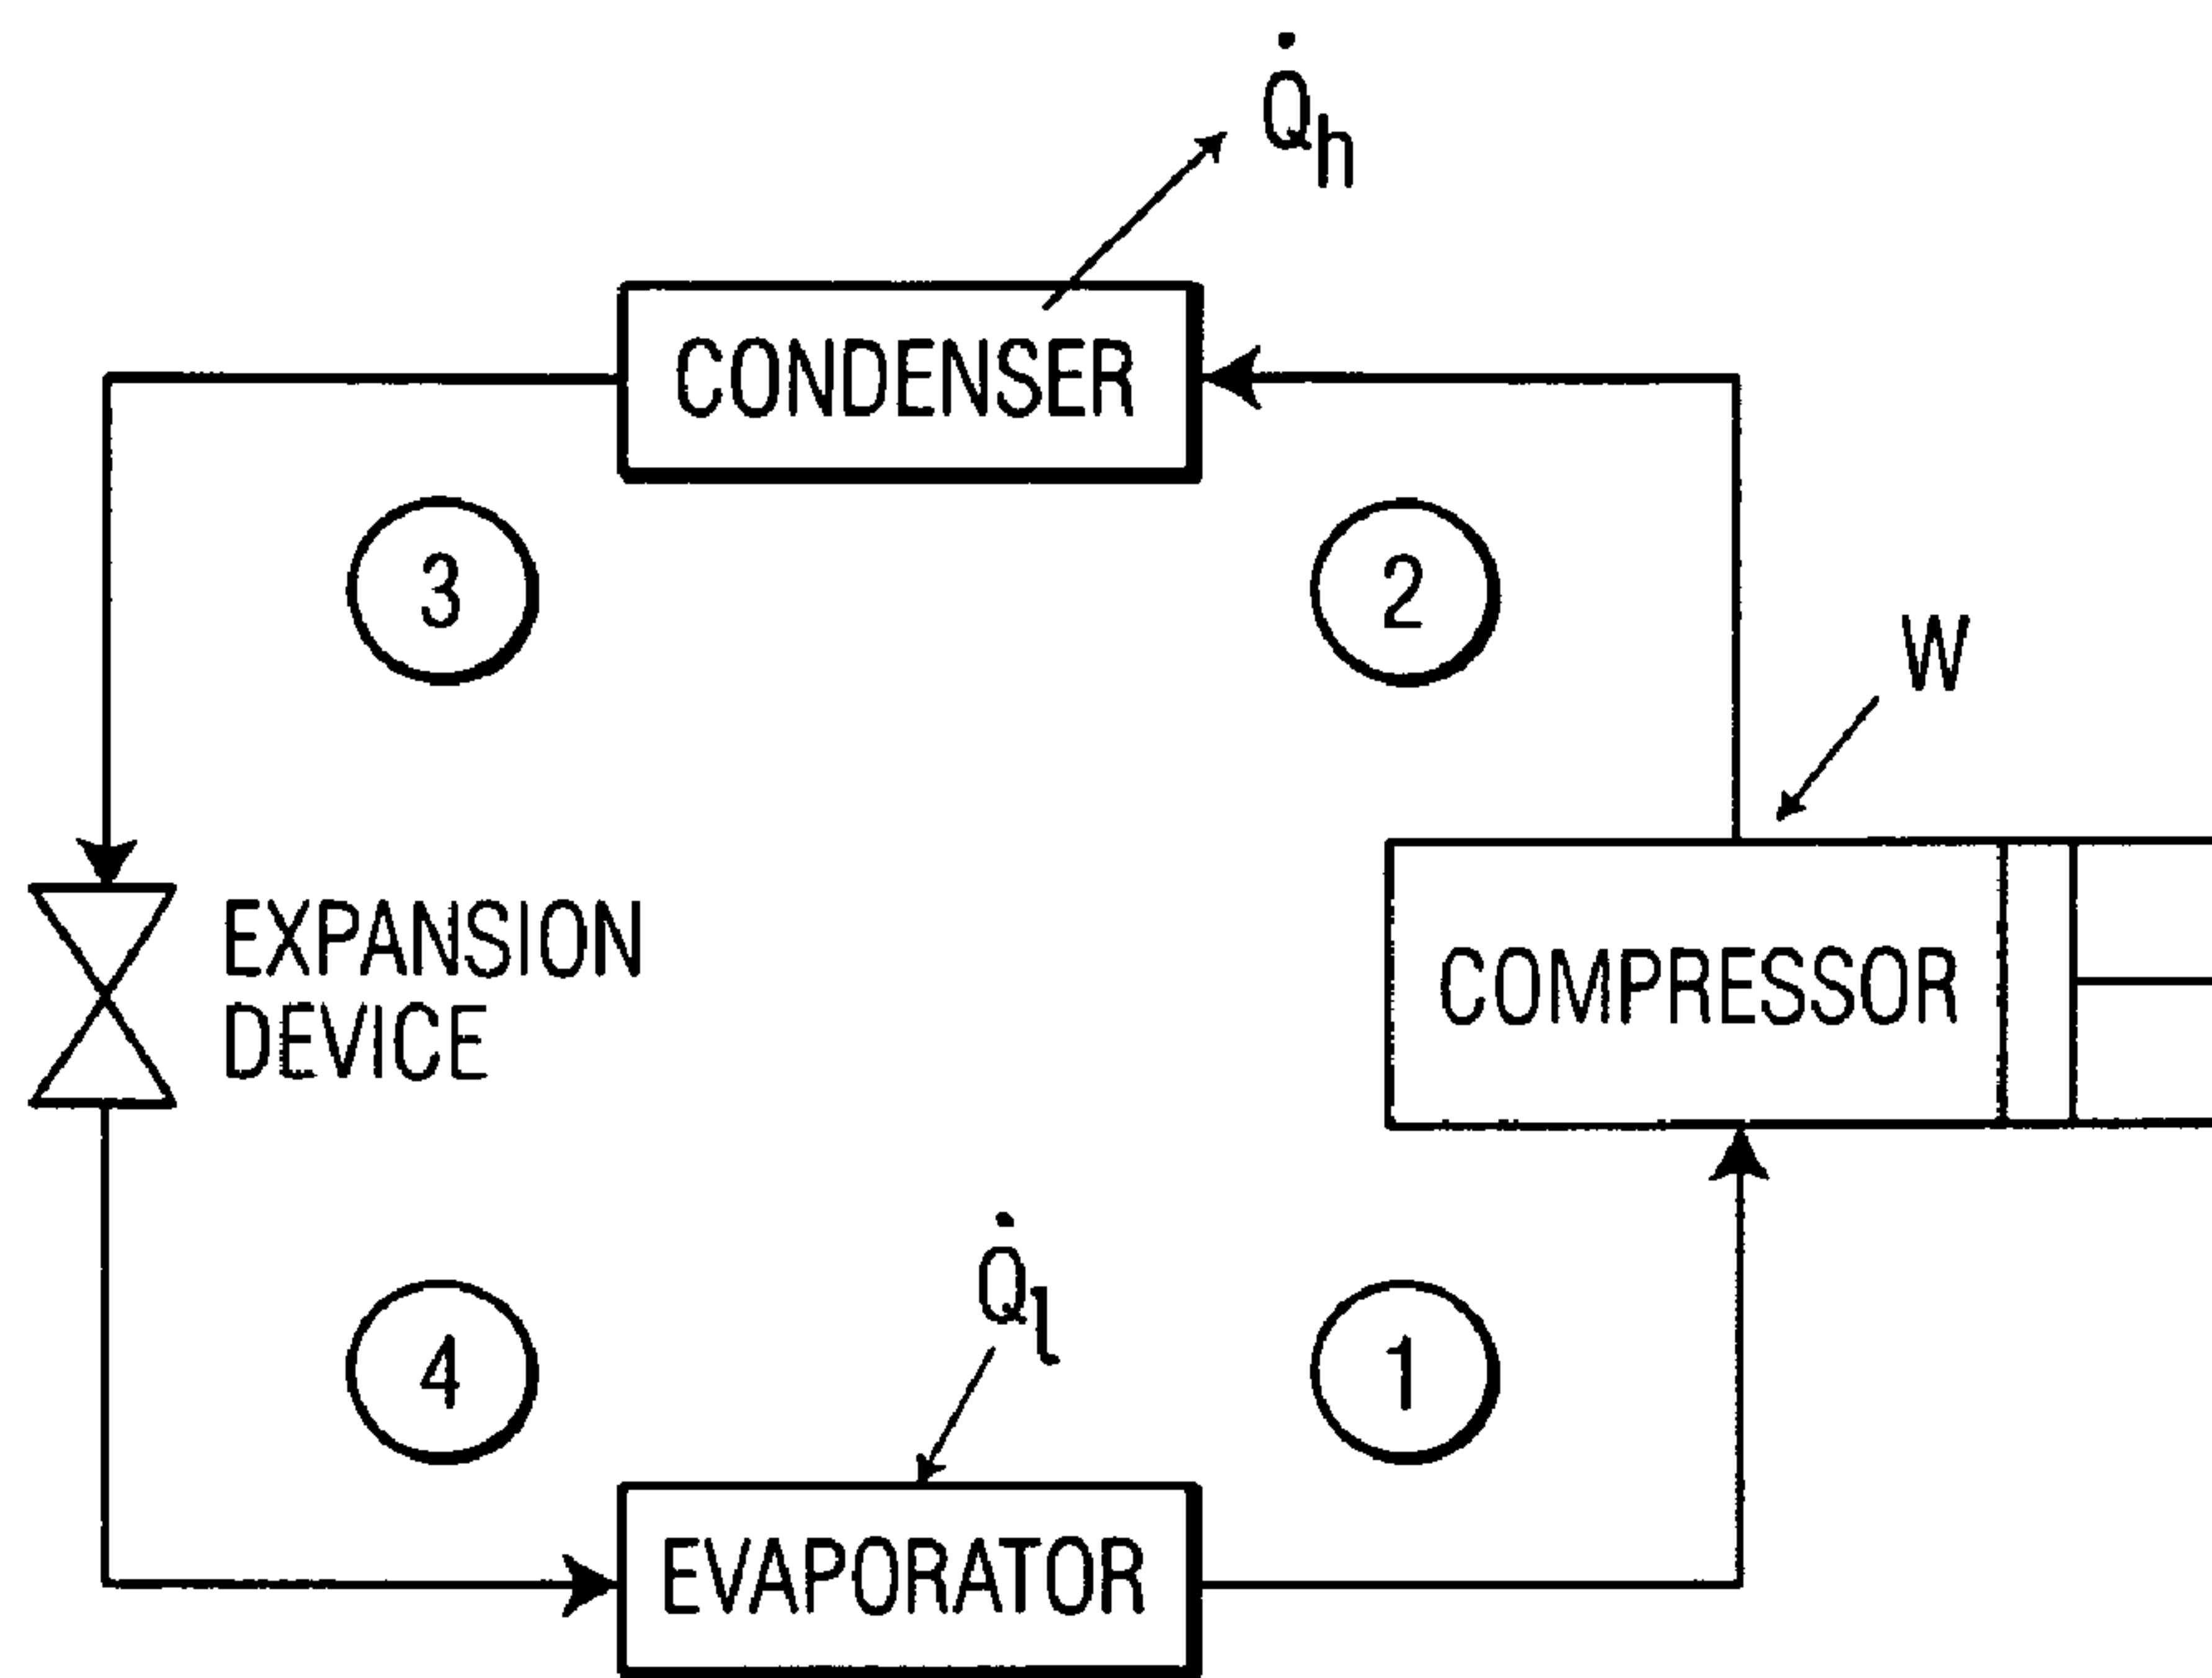 Q̇h
CONDENSER
3
2
W
EXPANSION
DEVICE
COMPRESSOR
Q̇l
4
1
EVAPORATOR